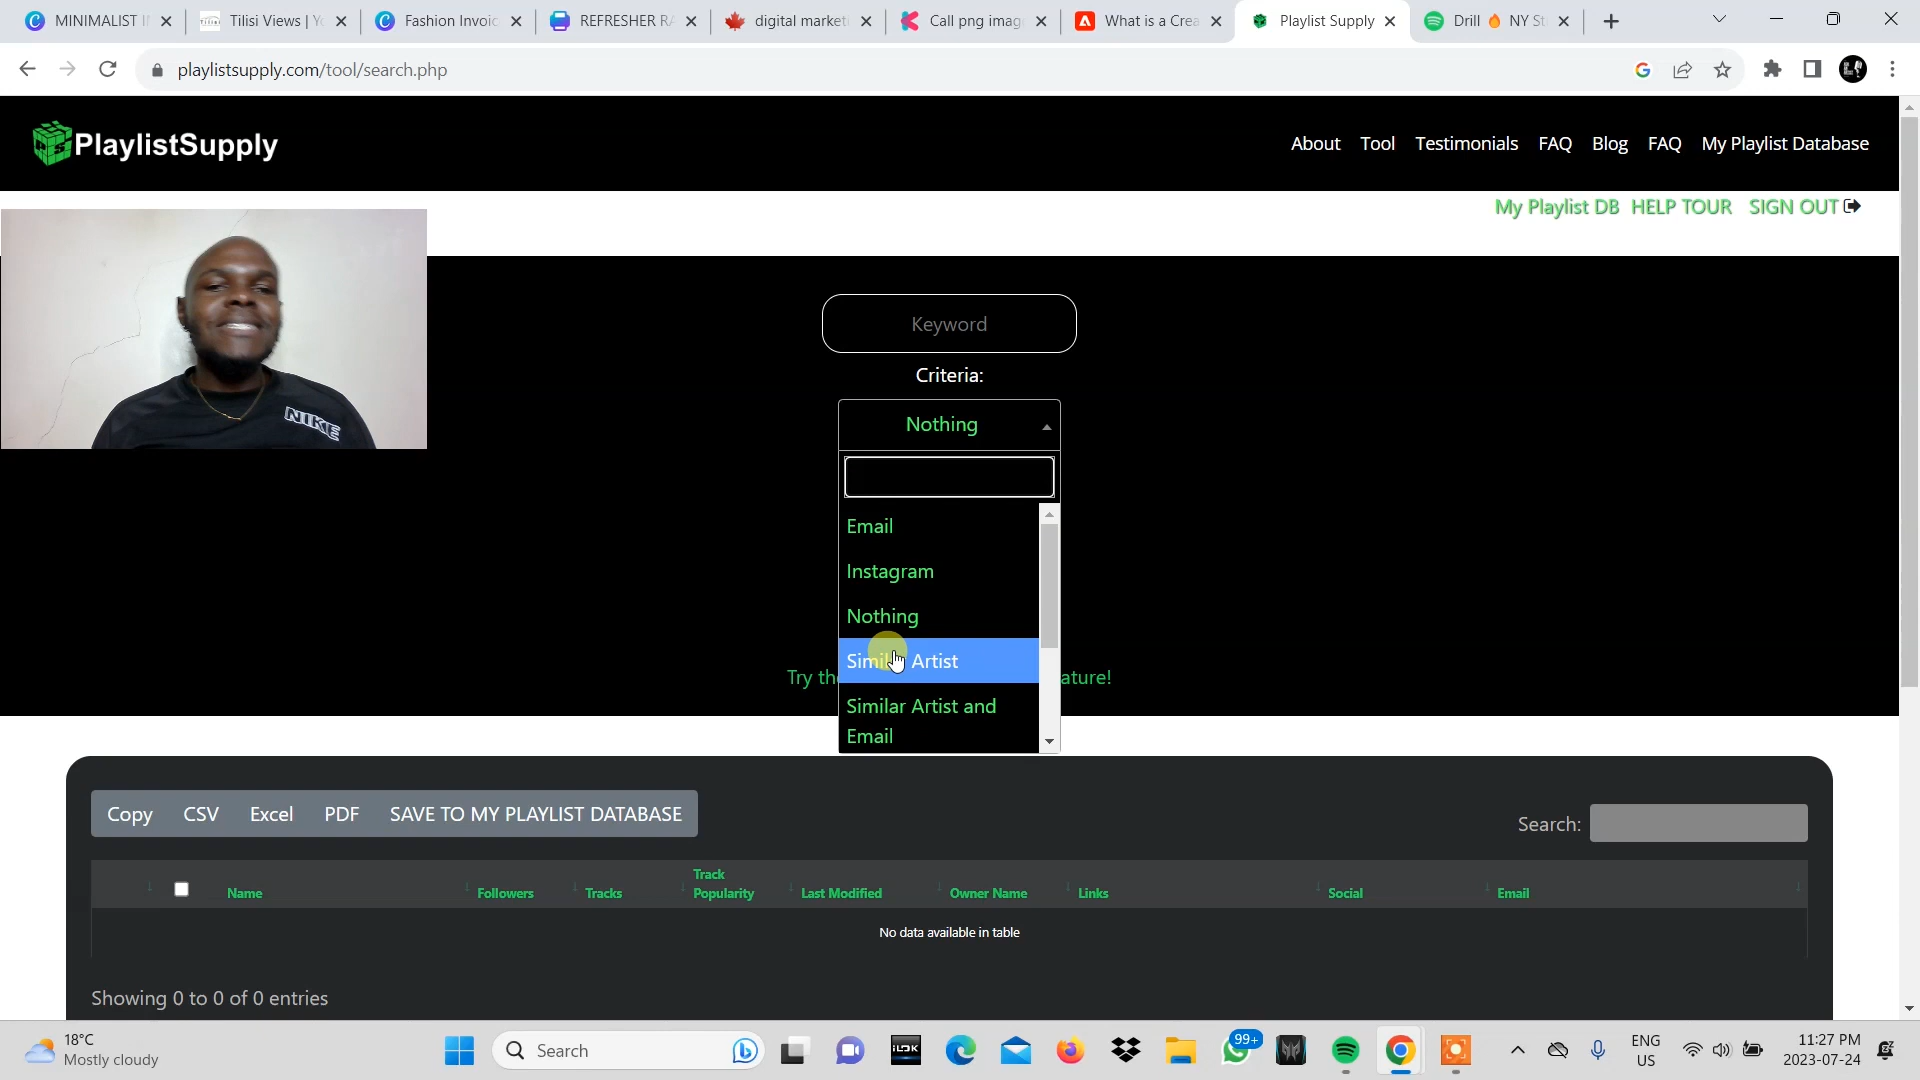 MINIMALIST I
Tilisi Views | Yo
Fashion Invoic
REFRESHER RA
digital market
Call png imag
What is a Crea
Playlist Supply
Drill 🔥 NY St
playlistsupply.com/tool/search.php
PlaylistSupply
About Tool Testimonials FAQ Blog FAQ My Playlist Database
My Playlist DB HELP TOUR SIGN OUT
NIKE
Keyword
Criteria:
Nothing
Email
Instagram
Nothing
Similar Artist
Similar Artist and
Email
Try the ature!
Copy CSV Excel PDF SAVE TO MY PLAYLIST DATABASE
Search:
Name Followers Tracks Track Popularity Last Modified Owner Name Links Social Email
No data available in table
Showing 0 to 0 of 0 entries
18°C
Mostly cloudy
Search
99+
ENG
US
11:27 PM
2023-07-24